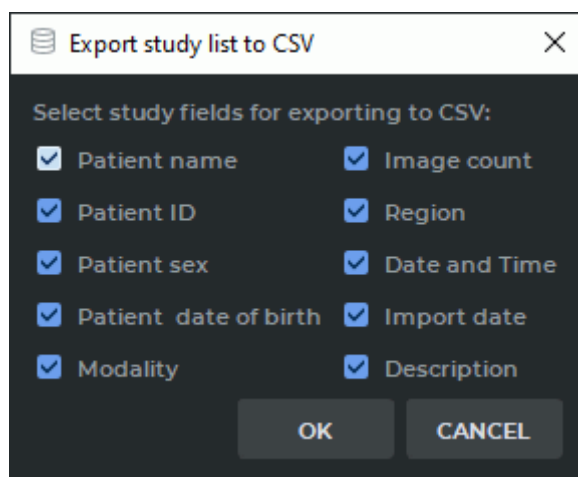 Export study list to CSV
Select study fields for exporting to CSV:
Patient name
Image count
Patient ID
Region
Patient sex
Date and Time
Patient  date of birth
Import date
Modality
Description
OK
CANCEL